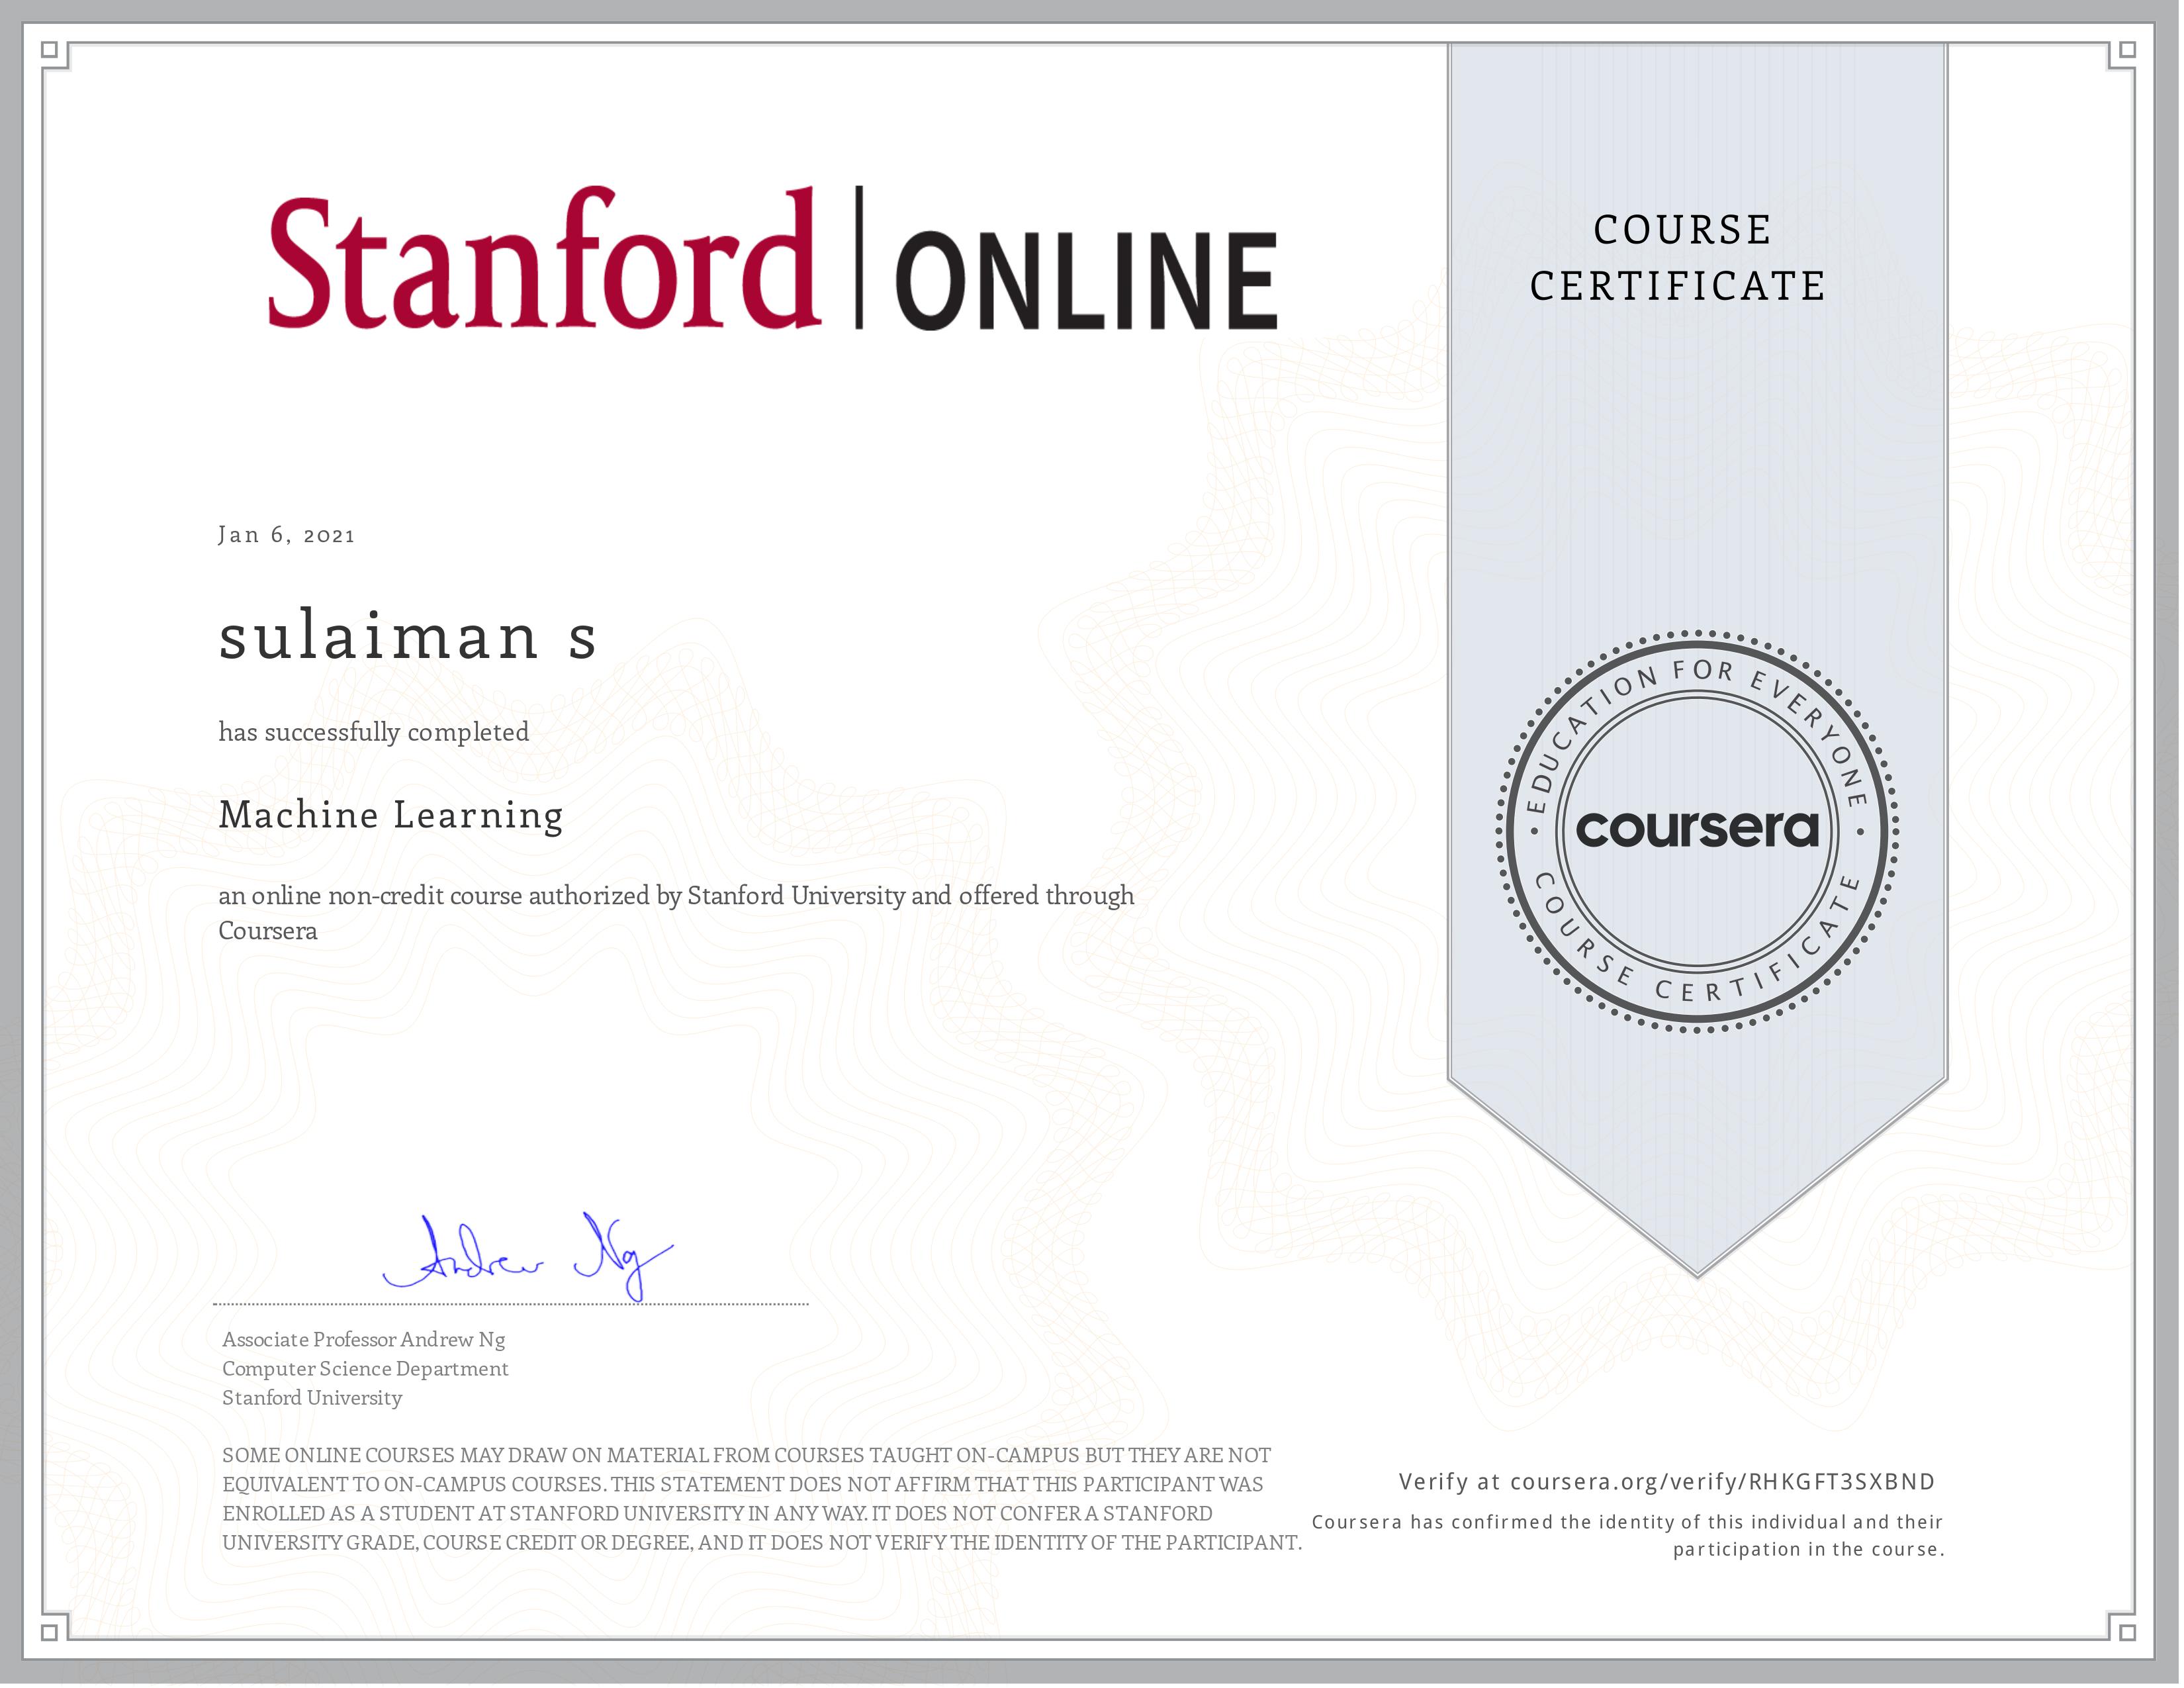 Stanford | ONLINE
COURSE
CERTIFICATE
Jan 6, 2021
sulaiman s
has successfully completed
Machine Learning
an online non-credit course authorized by Stanford University and offered through
Coursera
EDUCATION FOR EVERYONE
coursera
COURSE CERTIFICATE
Andrew Ng
Associate Professor Andrew Ng
Computer Science Department
Stanford University
SOME ONLINE COURSES MAY DRAW ON MATERIAL FROM COURSES TAUGHT ON-CAMPUS BUT THEY ARE NOT
EQUIVALENT TO ON-CAMPUS COURSES. THIS STATEMENT DOES NOT AFFIRM THAT THIS PARTICIPANT WAS
ENROLLED AS A STUDENT AT STANFORD UNIVERSITY IN ANY WAY. IT DOES NOT CONFER A STANFORD
UNIVERSITY GRADE, COURSE CREDIT OR DEGREE, AND IT DOES NOT VERIFY THE IDENTITY OF THE PARTICIPANT.
Verify at coursera.org/verify/RHKGFT3SXBND
Coursera has confirmed the identity of this individual and their
participation in the course.